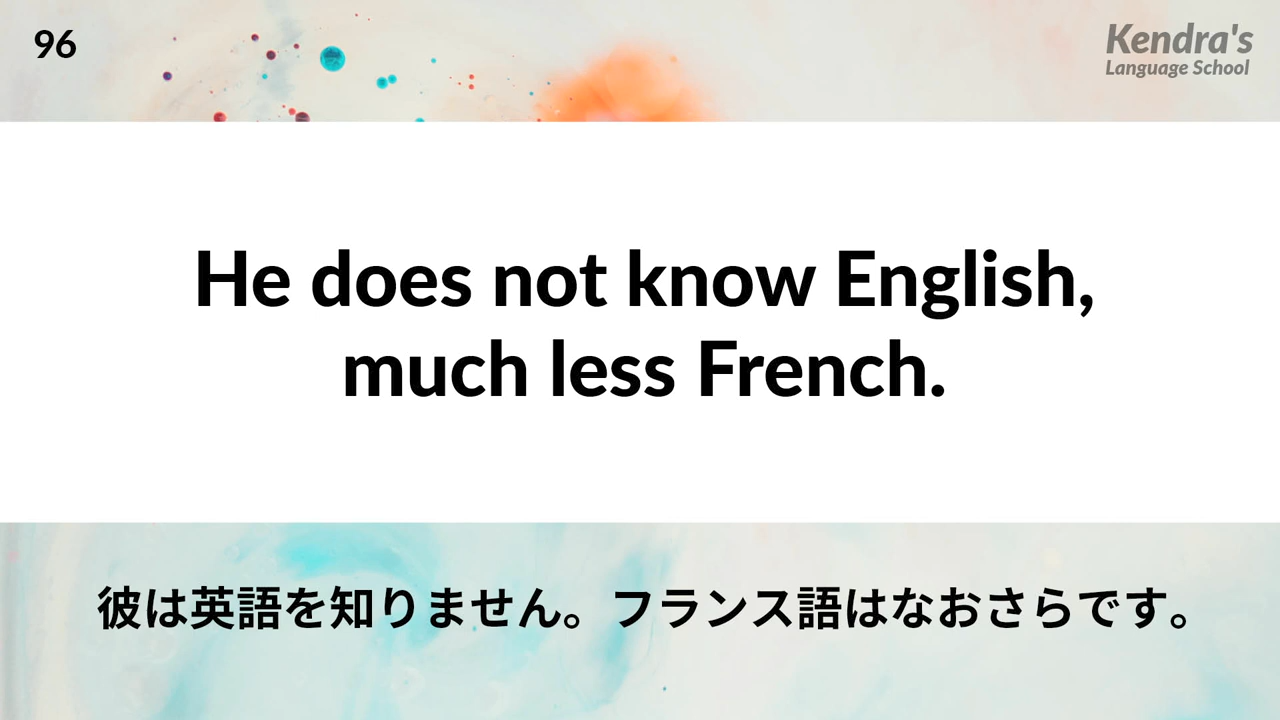 96
Kendra's
Language School
He does not know English,
much less French.
彼は英語を知りません。フランス語はなおさらです。